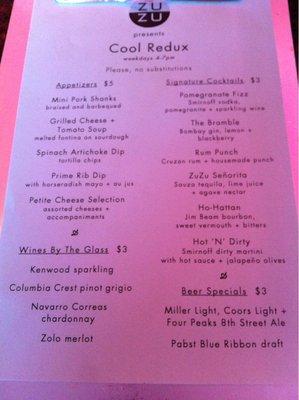 ZU
ZU
presents
Cool Redux
weekdays 4-7pm
Please, no substitutions
Appetizers $5
Mini Pork Shanks
braised and barbequed
Grilled Cheese +
Tomato Soup
melted fontina on sourdough
Spinach Artichoke Dip
tortilla chips
Prime Rib Dip
with horseradish mayo + au jus
Petite Cheese Selection
assorted cheeses +
accompaniments
Wines By The Glass $3
Kenwood sparkling
Columbia Crest pinot grigio
Navarro Correas
chardonnay
Zolo merlot
Signature Cocktails $3
Pomegranate Fizz
Smirnoff vodka,
pomegranate + sparkling wine
The Bramble
Bombay gin, lemon +
blackberry
Rum Punch
Cruzon rum + housemade punch
ZuZu Señorita
Sauza tequila, lime juice
+ agave nectar
Ho-Hattan
Jim Beam bourbon,
sweet vermouth + bitters
Hot 'N' Dirty
Smirnoff dirty martini
with hot sauce + jalapeño olives
Beer Specials $3
Miller Light, Coors Light +
Four Peaks 8th Street Ale
Pabst Blue Ribbon draft